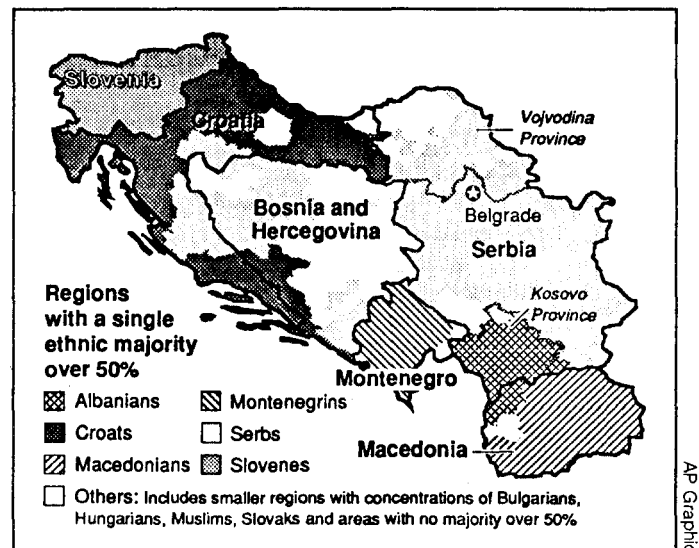 Slovenia
Croatia
Vojvodina
Province
Belgrade
Bosnia and
Hercegovina
Serbia
Kosovo
Province
Montenegro
Macedonia
Regions
with a single
ethnic majority
over 50%
Albanians
Montenegrins
Croats
Serbs
Macedonians
Slovenes
Others: Includes smaller regions with concentrations of Bulgarians,
Hungarians, Muslims, Slovaks and areas with no majority over 50%
AP Graphic